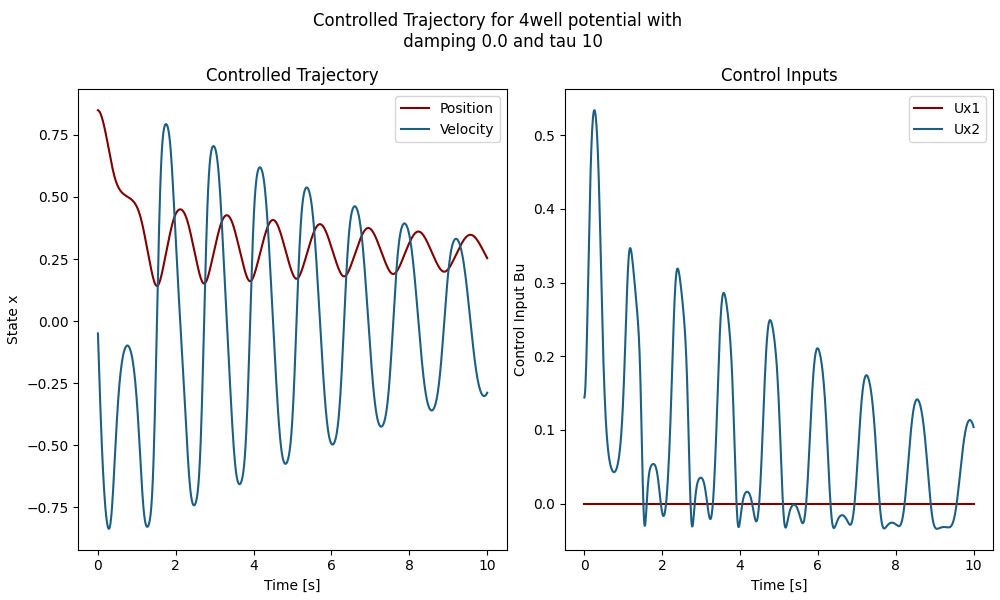 Controlled Trajectory for 4well potential with
damping 0.0 and tau 10
Controlled Trajectory
Control Inputs
Position
Velocity
Ux1
Ux2
State x
0.75
0.50
0.25
0.00
−0.25
−0.50
−0.75
0 2 4 6 8 10
Time [s]
Control Input Bu
0.5
0.4
0.3
0.2
0.1
0.0
0 2 4 6 8 10
Time [s]